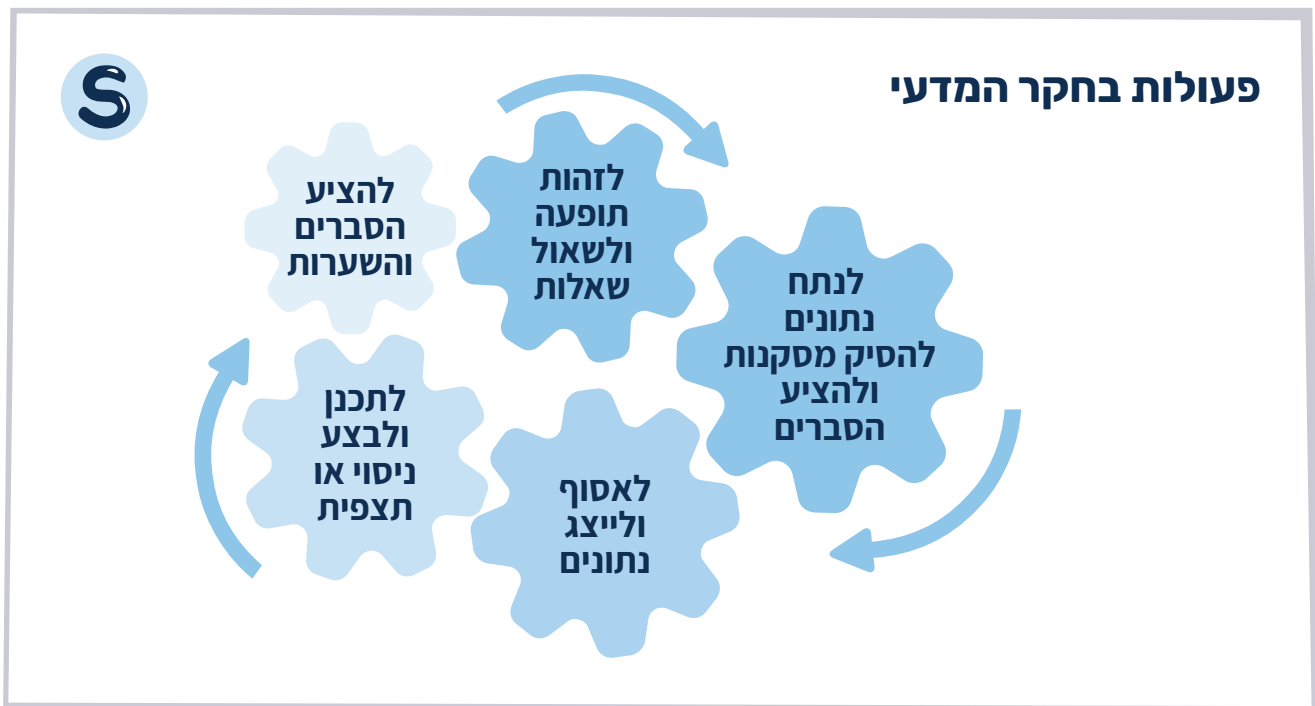 פעולות בחקר המדעי
S
לזהות
תופעה
ולשאול
שאלות
לנתח
נתונים
להסיק מסקנות
ולהציע
הסברים
לאסוף
ולייצג
נתונים
לתכנן
ולבצע
ניסוי או
תצפית
להציע
הסברים
והשערות